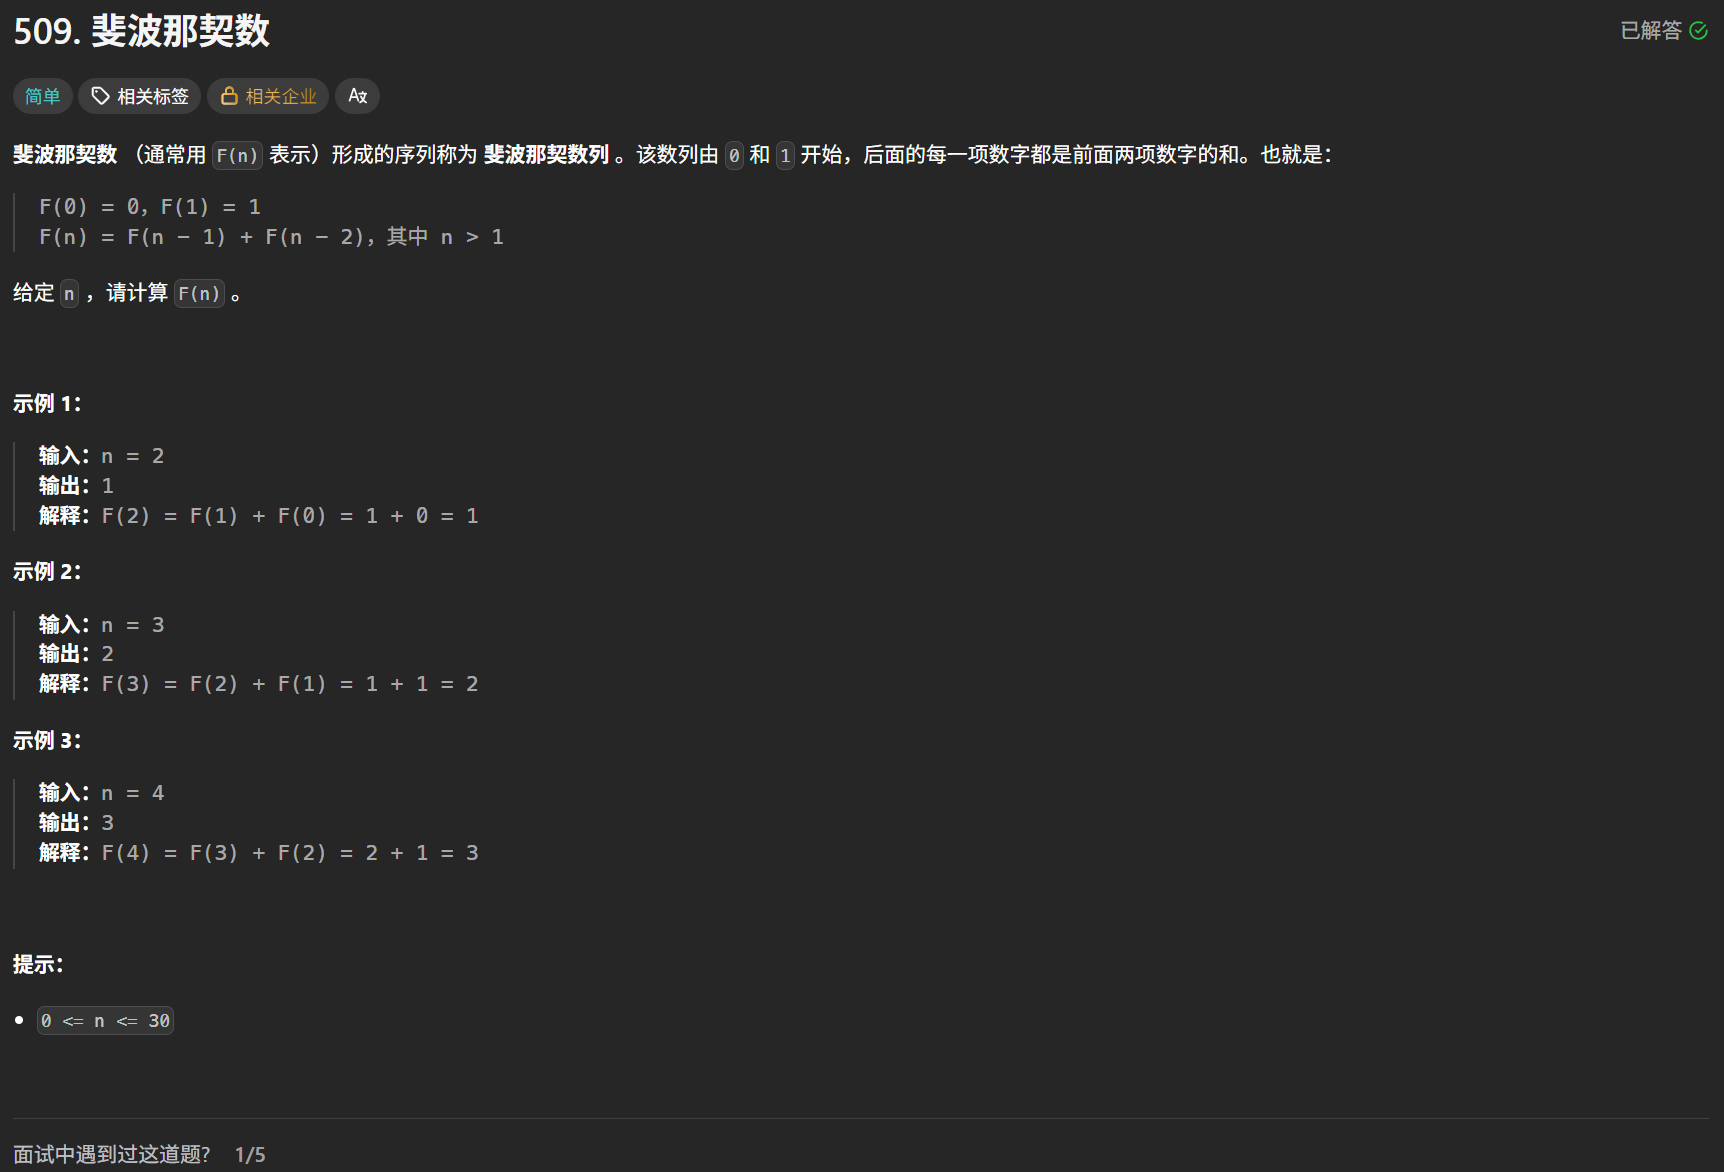 509. 斐波那契数
已解答
简单
相关标签
相关企业
斐波那契数 （通常用 F(n) 表示）形成的序列称为 斐波那契数列 。该数列由 0 和 1 开始，后面的每一项数字都是前面两项数字的和。也就是：
F(0) = 0，F(1) = 1
F(n) = F(n - 1) + F(n - 2)，其中 n > 1
给定 n ，请计算 F(n) 。
示例 1：
输入：n = 2
输出：1
解释：F(2) = F(1) + F(0) = 1 + 0 = 1
示例 2：
输入：n = 3
输出：2
解释：F(3) = F(2) + F(1) = 1 + 1 = 2
示例 3：
输入：n = 4
输出：3
解释：F(4) = F(3) + F(2) = 2 + 1 = 3
提示：
0 <= n <= 30
面试中遇到过这道题? 1/5